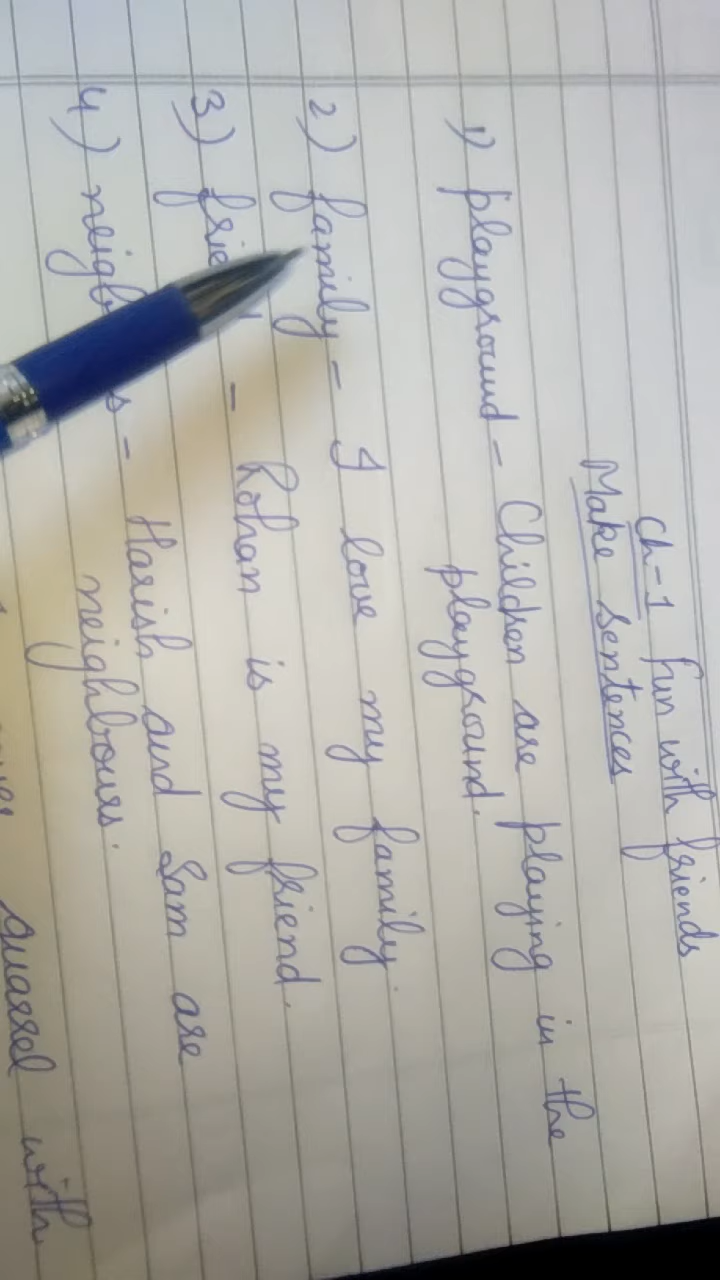 Ch-1 Fun with friends
Make sentences
1) playground - Children are playing in the
playground.
2) family - I love my family.
3) - Rohan is my friend.
4) - Harish and Sam are
neighbours.
quarrel with